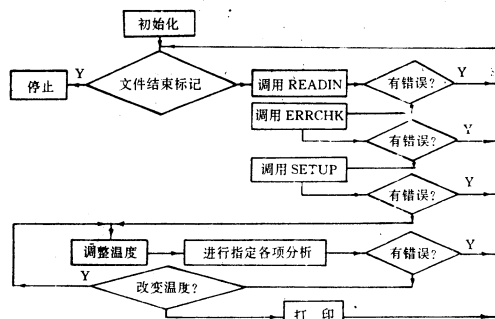 初始化
停止
Y
文件结束标记
调用 READIN
有错误?
Y
调用 ERRCHK
有错误?
Y
调用 SETUP
有错误?
Y
调整温度
进行指定各项分析
有错误?
Y
Y
改变温度?
打 印